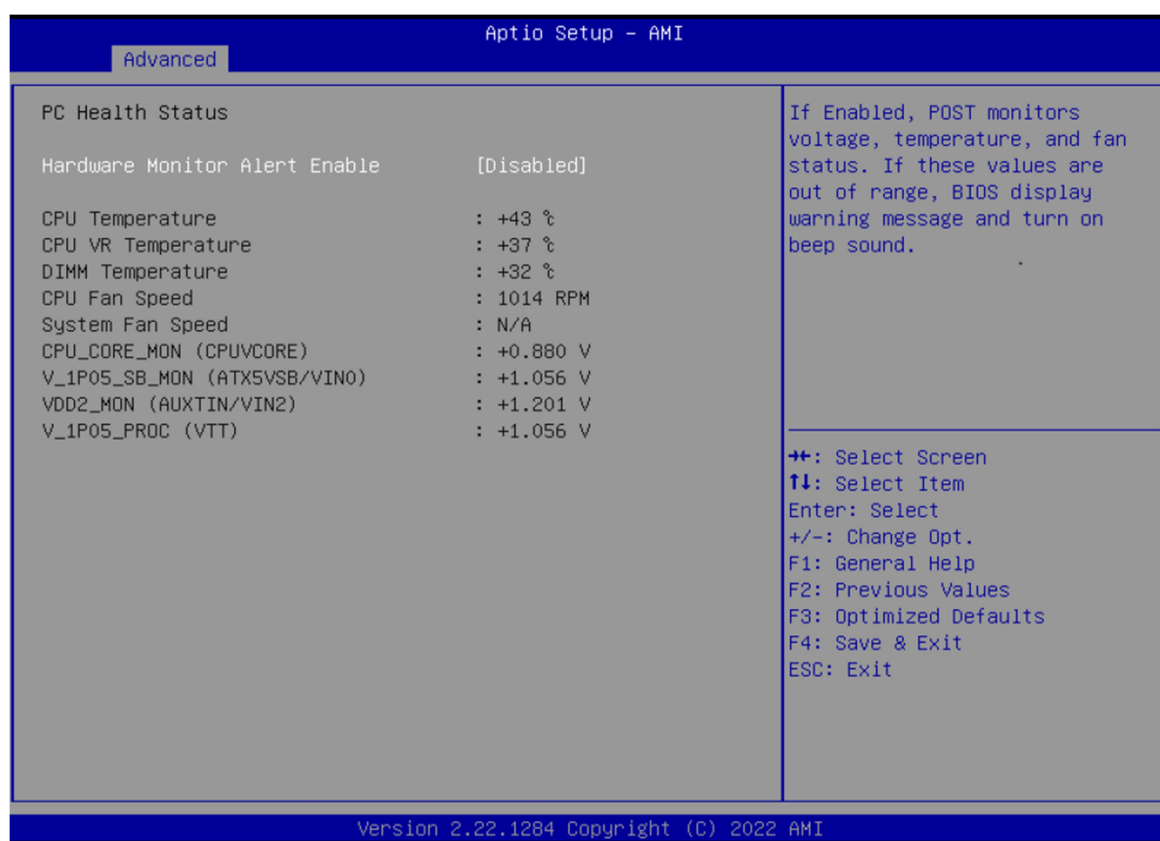 Aptio Setup – AMI
Advanced
PC Health Status
Hardware Monitor Alert Enable [Disabled]
CPU Temperature : +43 ℃
CPU VR Temperature : +37 ℃
DIMM Temperature : +32 ℃
CPU Fan Speed : 1014 RPM
System Fan Speed : N/A
CPU_CORE_MON (CPUVCORE) : +0.880 V
V_1P05_SB_MON (ATX5VSB/VIN0) : +1.056 V
VDD2_MON (AUXTIN/VIN2) : +1.201 V
V_1P05_PROC (VTT) : +1.056 V
If Enabled, POST monitors
voltage, temperature, and fan
status. If these values are
out of range, BIOS display
warning message and turn on
beep sound.
→←: Select Screen
↑↓: Select Item
Enter: Select
+/-: Change Opt.
F1: General Help
F2: Previous Values
F3: Optimized Defaults
F4: Save & Exit
ESC: Exit
Version 2.22.1284 Copyright (C) 2022 AMI